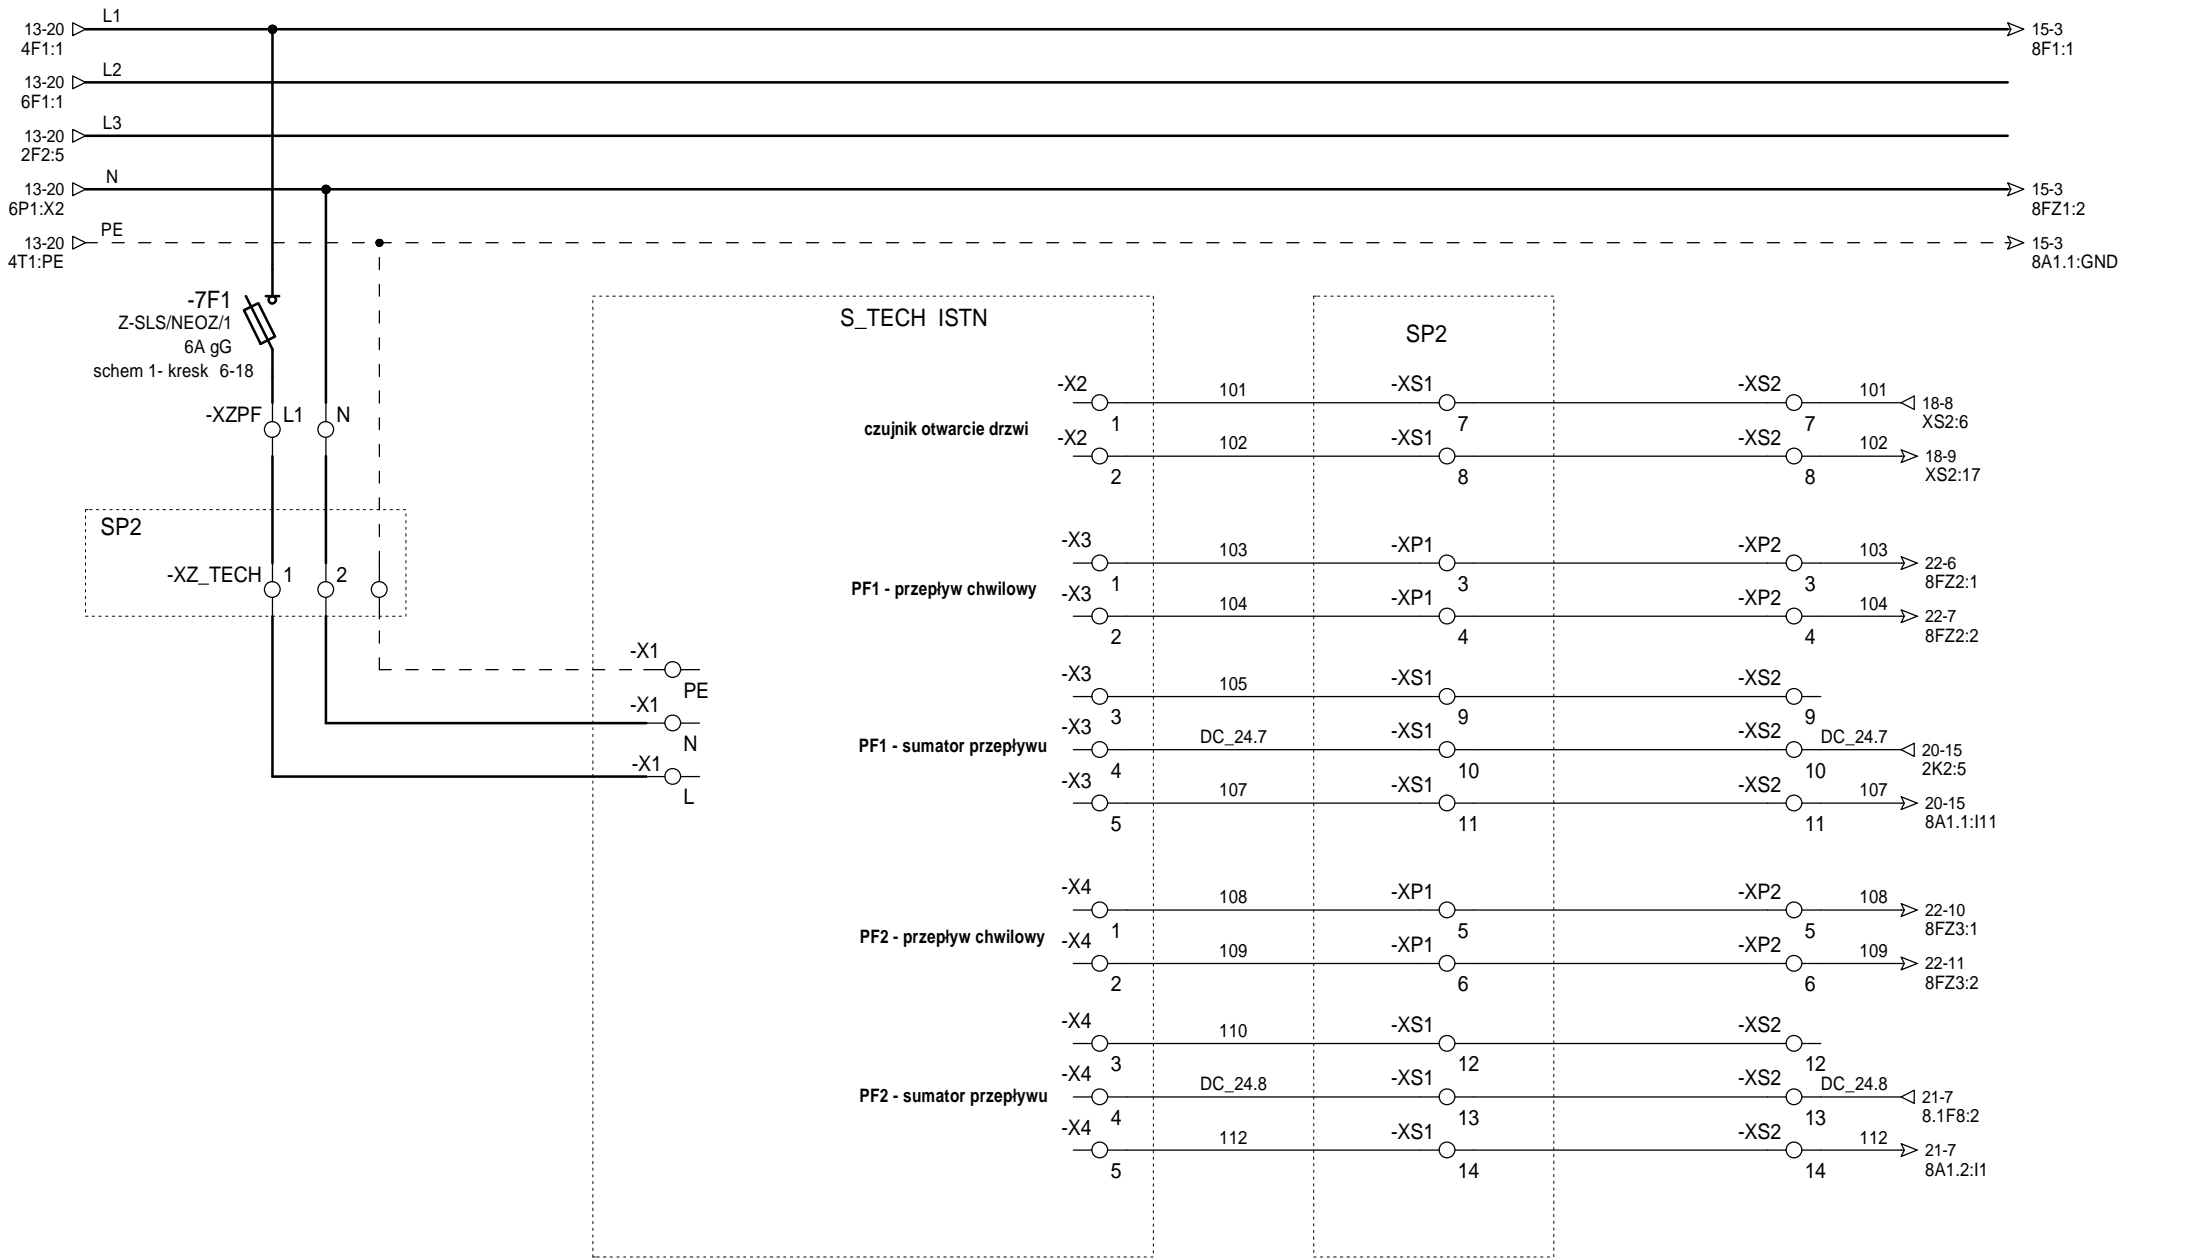 L1
13-20
4F1:1
15-3
8F1:1
L2
13-20
6F1:1
L3
13-20
2F2:5
N
13-20
6P1:X2
15-3
8FZ1:2
PE
13-20
4T1:PE
15-3
8A1.1:GND
-7F1
Z-SLS/NEOZ/1
6A gG
schem 1- kresk 6-18
-XZPF L1 N
SP2
-XZ_TECH 1 2
-X1
PE
-X1
N
-X1
L
S_TECH ISTN
SP2
czujnik otwarcie drzwi
-X2 101 -XS1 -XS2 101
1 7 7
18-8
XS2:6
-X2 102 -XS1 -XS2 102
2 8 8
18-9
XS2:17
PF1 - przepływ chwilowy
-X3 103 -XP1 -XP2 103
1 3 3
22-6
8FZ2:1
-X3 104 -XP1 -XP2 104
2 4 4
22-7
8FZ2:2
PF1 - sumator przepływu
-X3 105 -XS1 -XS2
3 9 9
-X3 DC_24.7 -XS1 -XS2 DC_24.7
4 10 10
20-15
2K2:5
-X3 107 -XS1 -XS2 107
5 11 11
20-15
8A1.1:I11
PF2 - przepływ chwilowy
-X4 108 -XP1 -XP2 108
1 5 5
22-10
8FZ3:1
-X4 109 -XP1 -XP2 109
2 6 6
22-11
8FZ3:2
PF2 - sumator przepływu
-X4 110 -XS1 -XS2
3 12 12
-X4 DC_24.8 -XS1 -XS2 DC_24.8
4 13 13
21-7
8.1F8:2
-X4 112 -XS1 -XS2 112
5 14 14
21-7
8A1.2:I1